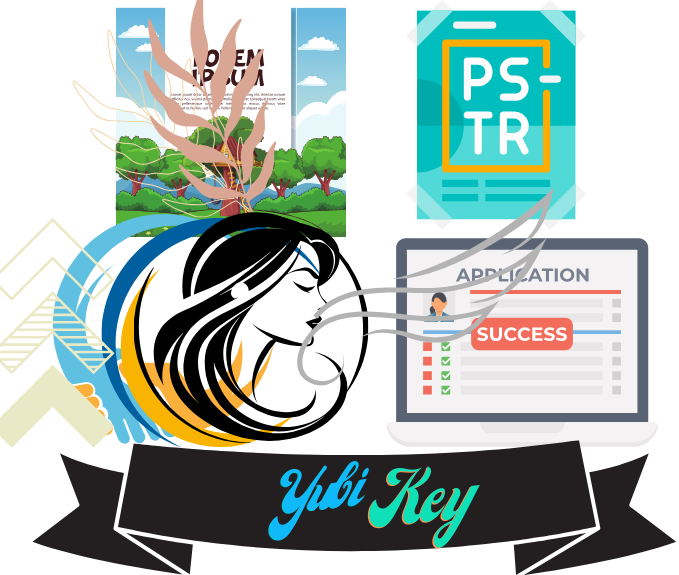 LOREM
IPSUM
PS-
TR
APPLICATION
SUCCESS
Yubi Key